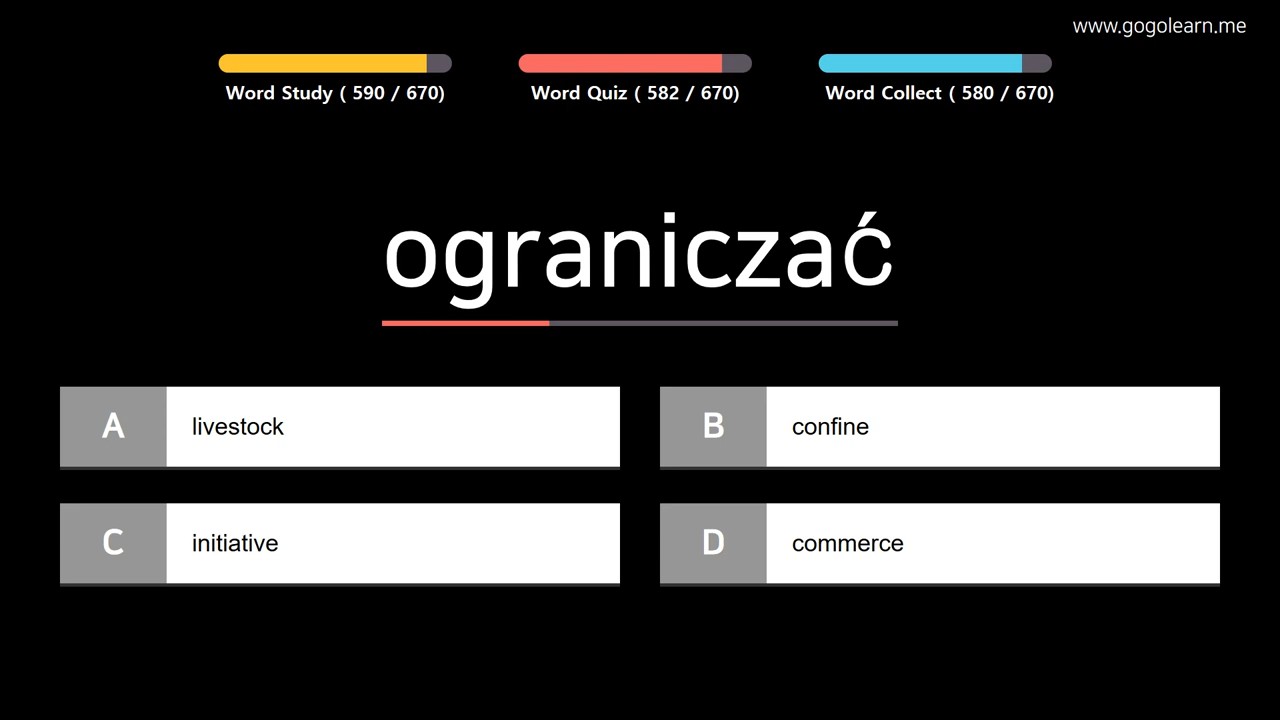 www.gogolearn.me
Word Study ( 590 / 670)
Word Quiz ( 582 / 670)
Word Collect ( 580 / 670)
ograniczać
A livestock
B confine
C initiative
D commerce